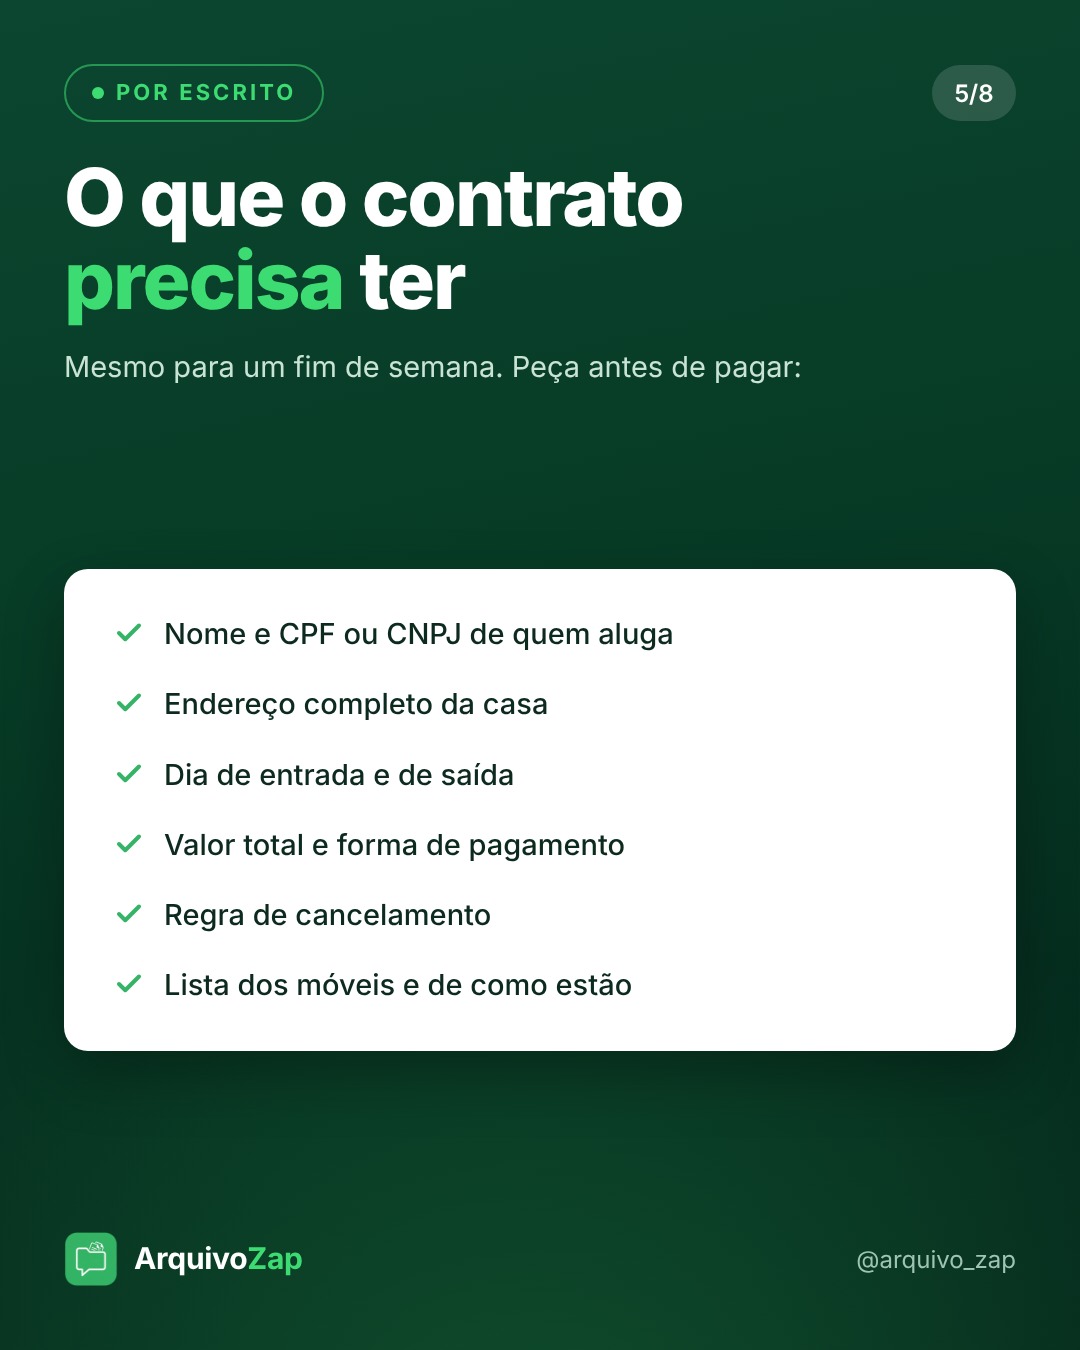 POR ESCRITO
5/8
O que o contrato
precisa ter
Mesmo para um fim de semana. Peça antes de pagar:
Nome e CPF ou CNPJ de quem aluga
Endereço completo da casa
Dia de entrada e de saída
Valor total e forma de pagamento
Regra de cancelamento
Lista dos móveis e de como estão
ArquivoZap
@arquivo_zap